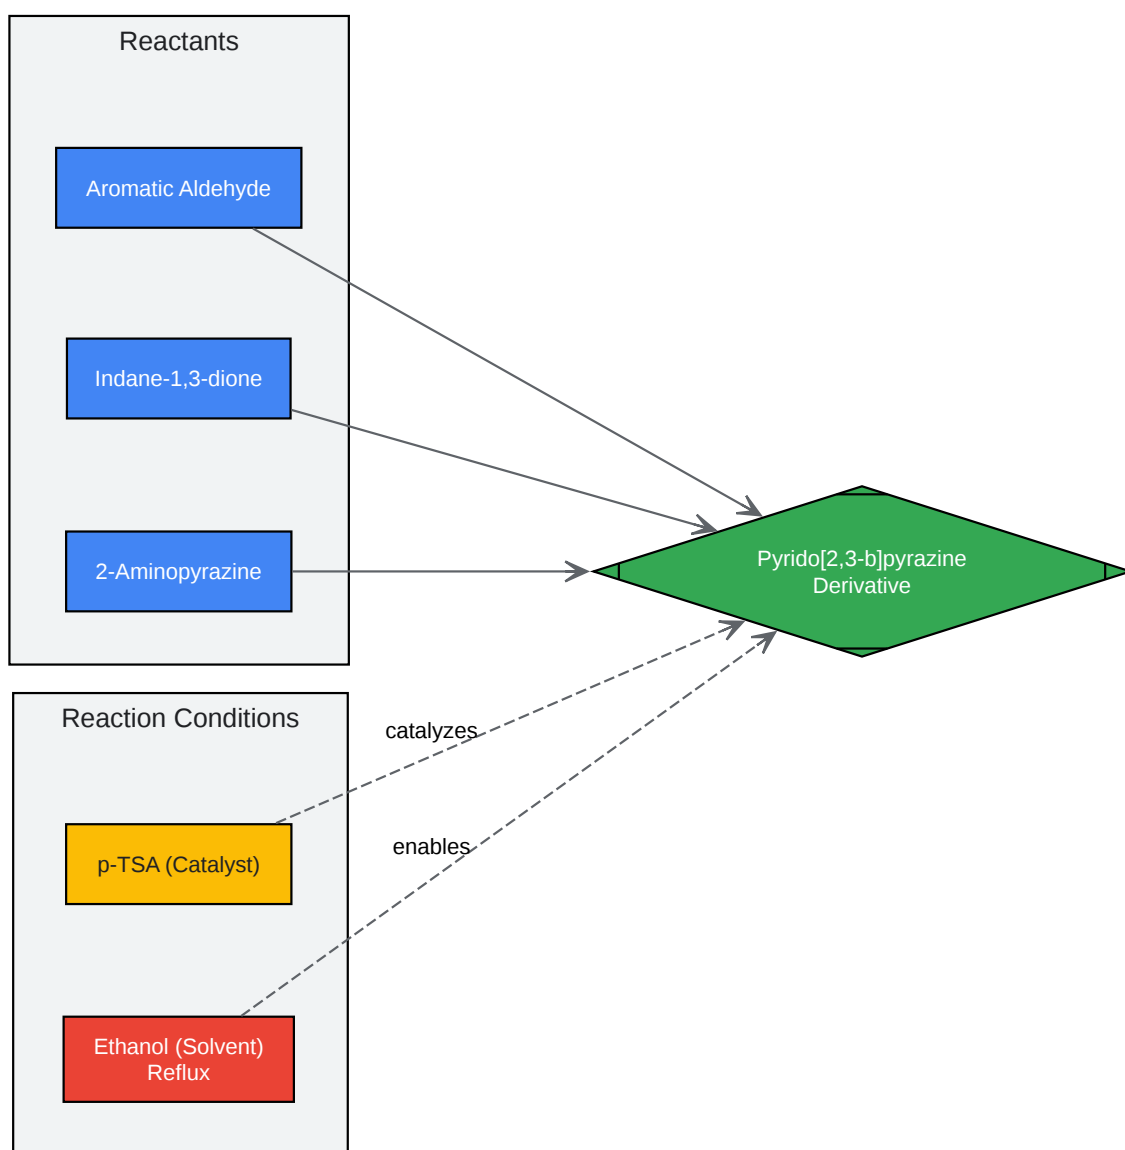 Reactants
Aromatic Aldehyde
Indane-1,3-dione
2-Aminopyrazine
Pyrido[2,3-b]pyrazine
Derivative
Reaction Conditions
catalyzes
p-TSA (Catalyst)
enables
Ethanol (Solvent)
Reflux